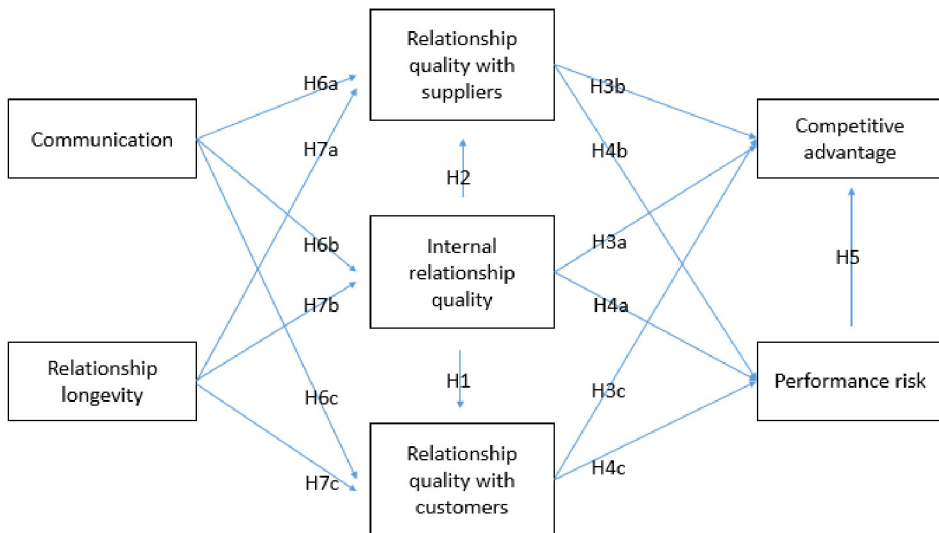 Relationship
quality with
suppliers
H6a
H3b
Communication
Competitive
advantage
H7a
H4b
H2
H6b
Internal
relationship
quality
H3a
H5
H7b
H4a
Relationship
longevity
H1
Performance risk
H6c
H3c
Relationship
quality with
customers
H7c
H4c